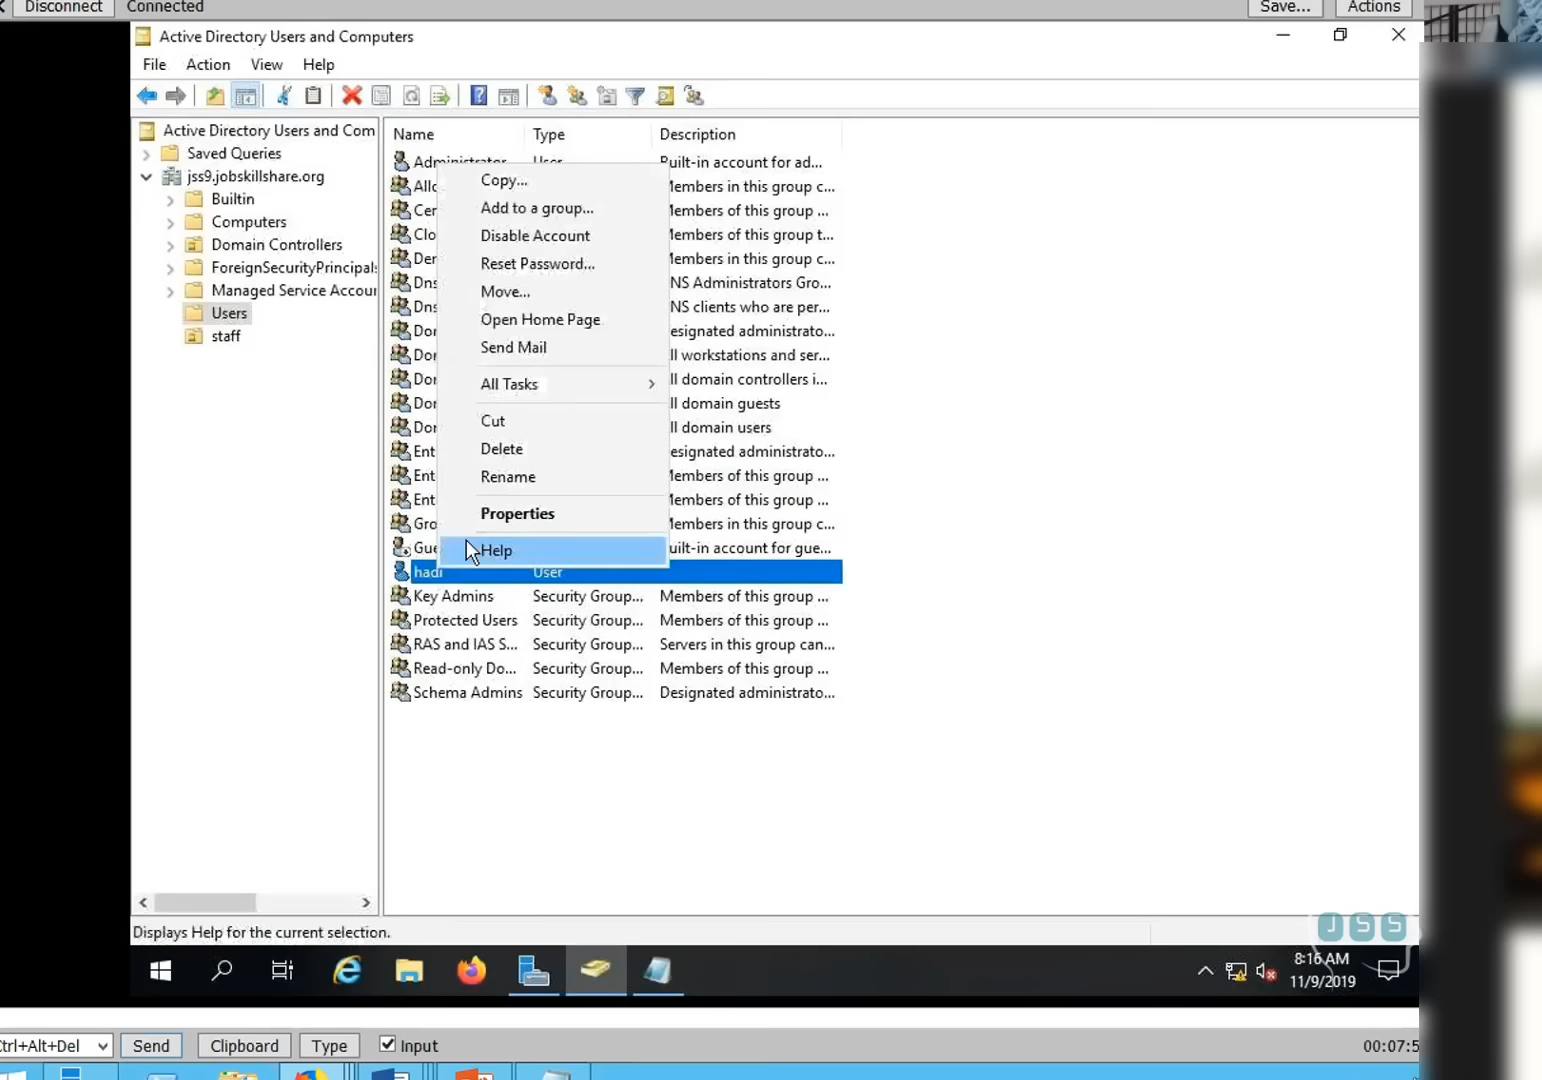 Disconnect Connected Save... Actions
Active Directory Users and Computers
File Action View Help
Active Directory Users and Com
Saved Queries
jss9.jobskillshare.org
Builtin
Computers
Domain Controllers
ForeignSecurityPrincipals
Managed Service Accour
Users
staff
Name Type Description
Administrator User Built-in account for ad...
Allo Members in this group c...
Cer Members of this group ...
Clo Members of this group t...
Der Members in this group c...
Dns NS Administrators Gro...
Dns NS clients who are per...
Dor esignated administrato...
Dor ll workstations and ser...
Dor ll domain controllers i...
Dor ll domain guests
Dor ll domain users
Ent esignated administrato...
Ent Members of this group ...
Ent Members of this group ...
Gro Members in this group c...
Gue uilt-in account for gue...
hadi User
Key Admins Security Group... Members of this group ...
Protected Users Security Group... Members of this group ...
RAS and IAS S... Security Group... Servers in this group can...
Read-only Do... Security Group... Members of this group ...
Schema Admins Security Group... Designated administrato...
Copy...
Add to a group...
Disable Account
Reset Password...
Move...
Open Home Page
Send Mail
All Tasks
Cut
Delete
Rename
Properties
Help
Displays Help for the current selection.
JSS
8:16 AM
11/9/2019
Ctrl+Alt+Del Send Clipboard Type Input 00:07:5